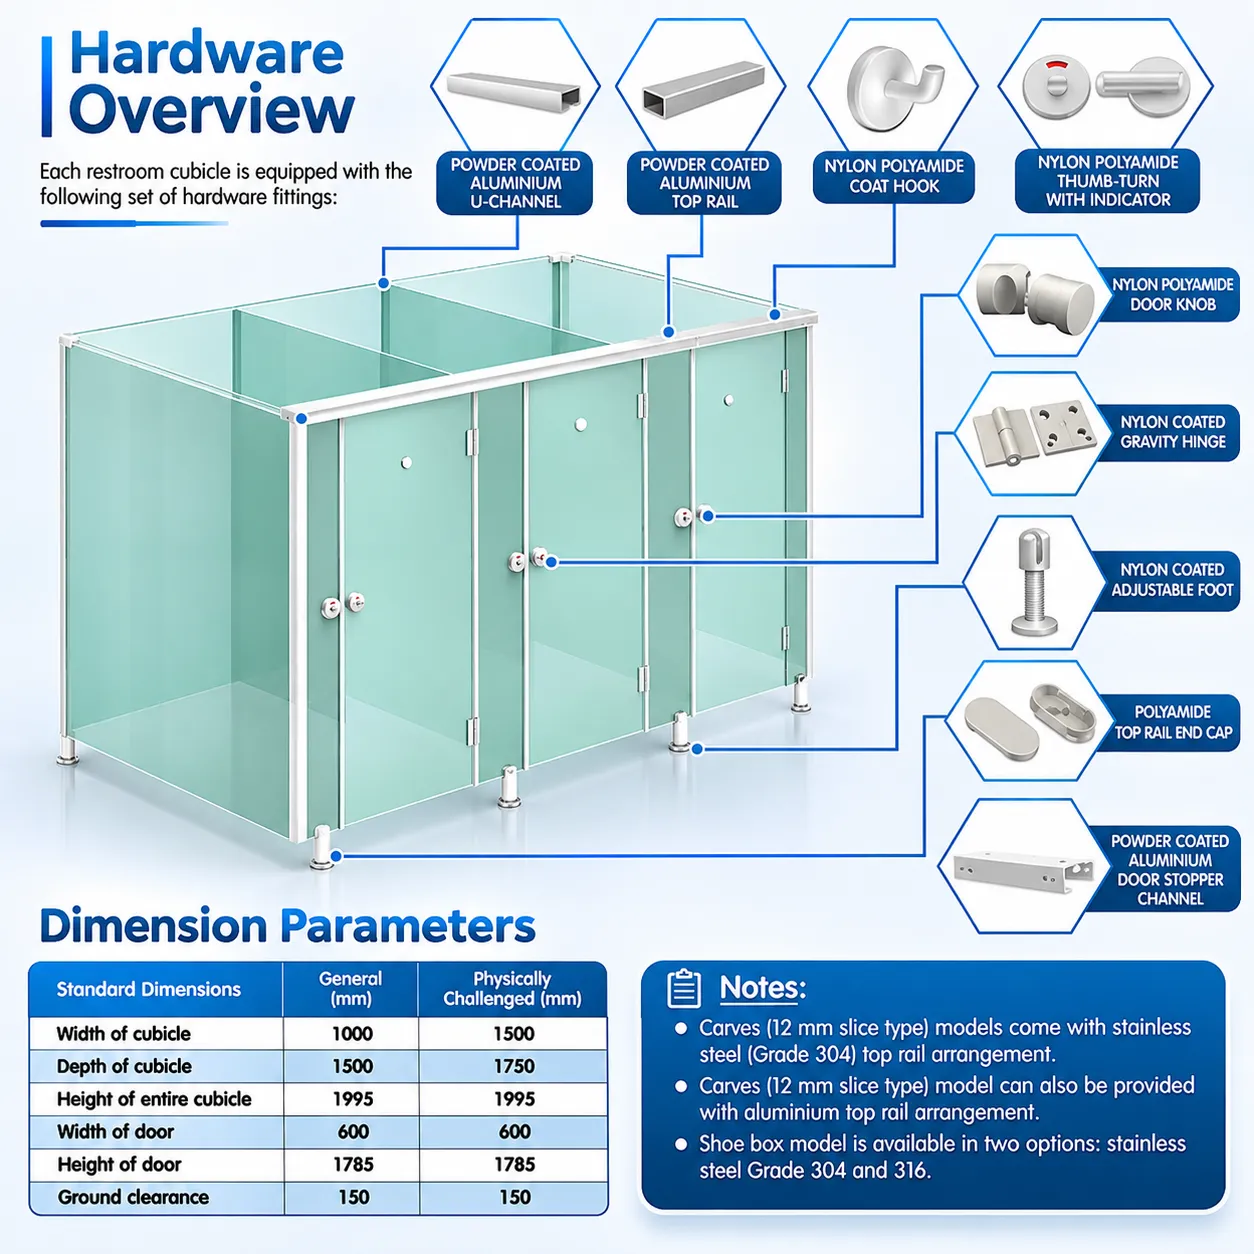 Hardware
Overview
Each restroom cubicle is equipped with the
following set of hardware fittings:
POWDER COATED
ALUMINIUM
U-CHANNEL
POWDER COATED
ALUMINIUM
TOP RAIL
NYLON POLYAMIDE
COAT HOOK
NYLON POLYAMIDE
THUMB-TURN
WITH INDICATOR
NYLON POLYAMIDE
DOOR KNOB
NYLON COATED
GRAVITY HINGE
NYLON COATED
ADJUSTABLE FOOT
POLYAMIDE
TOP RAIL END CAP
POWDER COATED
ALUMINIUM
DOOR STOPPER
CHANNEL
Dimension Parameters
Standard Dimensions
General
(mm)
Physically
Challenged (mm)
Width of cubicle 1000 1500
Depth of cubicle 1500 1750
Height of entire cubicle 1995 1995
Width of door 600 600
Height of door 1785 1785
Ground clearance 150 150
Notes:
• Carves (12 mm slice type) models come with stainless
steel (Grade 304) top rail arrangement.
• Carves (12 mm slice type) model can also be provided
with aluminium top rail arrangement.
• Shoe box model is available in two options: stainless
steel Grade 304 and 316.